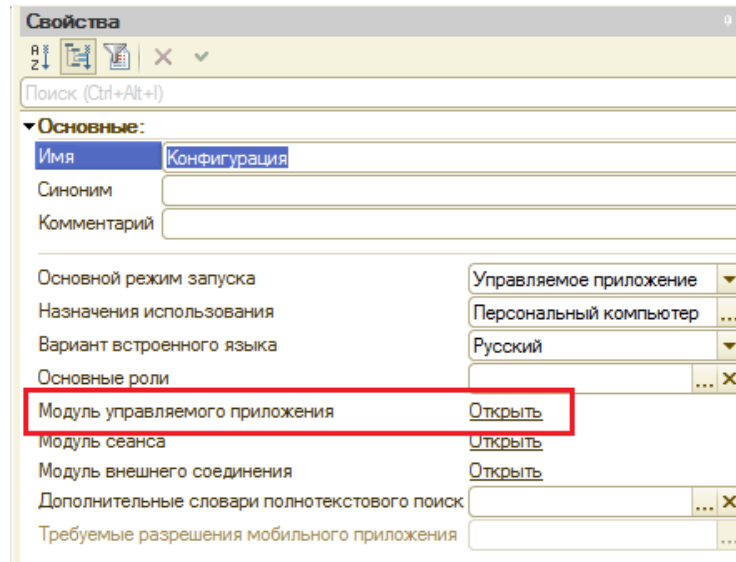 Свойства
Поиск (Ctrl+Alt+I)
Основные:
Имя Конфигурация
Синоним
Комментарий
Основной режим запуска Управляемое приложение
Назначения использования Персональный компьютер ...
Вариант встроенного языка Русский
Основные роли ... X
Модуль управляемого приложения Открыть
Модуль сеанса Открыть
Модуль внешнего соединения Открыть
Дополнительные словари полнотекстового поиск ... X
Требуемые разрешения мобильного приложения ...